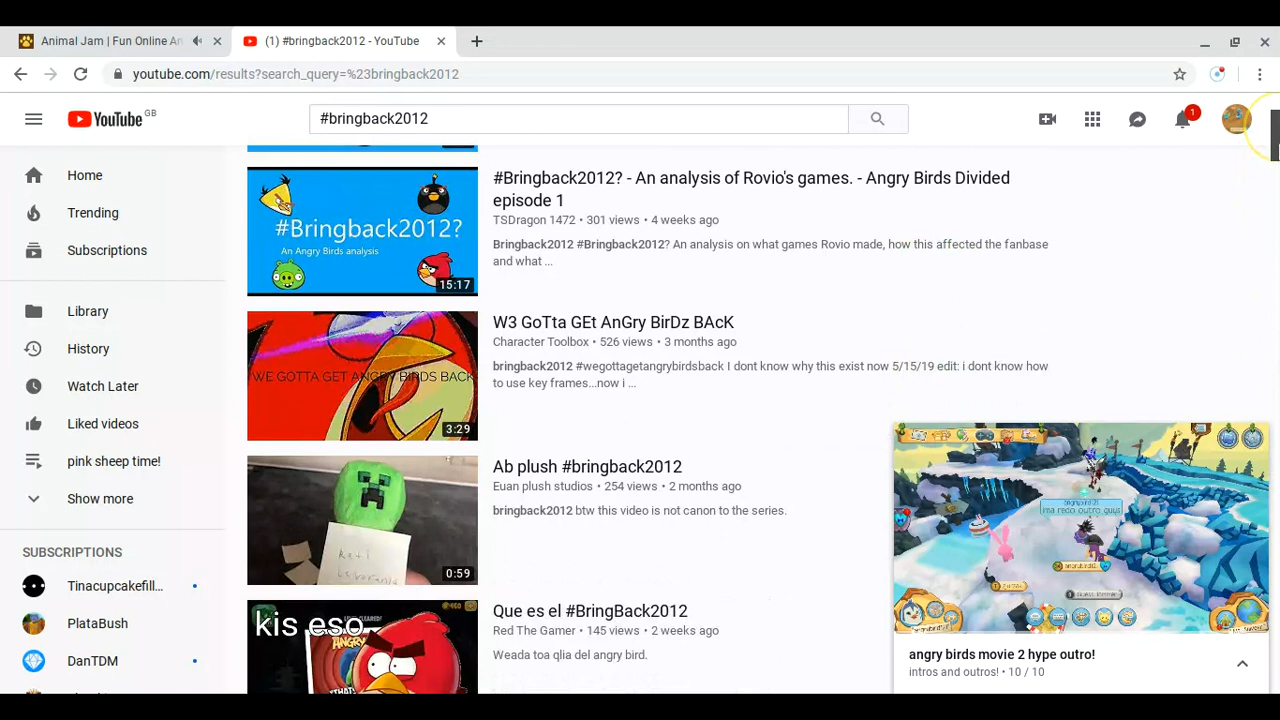 Animal Jam | Fun Online An
(1) #bringback2012 - YouTube
youtube.com/results?search_query=%23bringback2012
YouTube GB
#bringback2012
1
Home
Trending
Subscriptions
Library
History
Watch Later
Liked videos
pink sheep time!
Show more
SUBSCRIPTIONS
Tinacupcakefill...
PlataBush
DanTDM
#Bringback2012?
An Angry Birds analysis
15:17
#Bringback2012? - An analysis of Rovio's games. - Angry Birds Divided
episode 1
TSDragon 1472 • 301 views • 4 weeks ago
Bringback2012 #Bringback2012? An analysis on what games Rovio made, how this affected the fanbase
and what ...
WE GOTTA GET ANGRY BIRDS BACK
3:29
W3 GoTta GEt AnGry BirDz BAcK
Character Toolbox • 526 views • 3 months ago
bringback2012 #wegottagetangrybirdsback I dont know why this exist now 5/15/19 edit: i dont know how
to use key frames...now i ...
0:59
Ab plush #bringback2012
Euan plush studios • 254 views • 2 months ago
bringback2012 btw this video is not canon to the series.
kis eso
ANGRY
Que es el #BringBack2012
Red The Gamer • 145 views • 2 weeks ago
Weada toa qlia del angry bird.
ima redo outro guys
angry birds movie 2 hype outro!
intros and outros! • 10 / 10